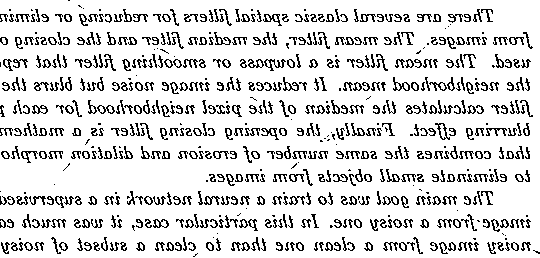 There are several classic spatial filters for reducing or elimin
from images. The mean filter, the median filter and the closing o
used. The mean filter is a lowpass or smoothing filter that repl
the neighborhood mean. It reduces the image noise but blurs the
filter calculates the median of the pixel neighborhood for each p
blurring effect. Finally, the opening closing filter is a mathem
that combines the same number of erosion and dilation morpho
to eliminate small objects from images.
The main goal was to train a neural network in a supervised
image from a noisy one. In this particular case, it was much ea
noisy image from a clean one than to clean a subset of noisy